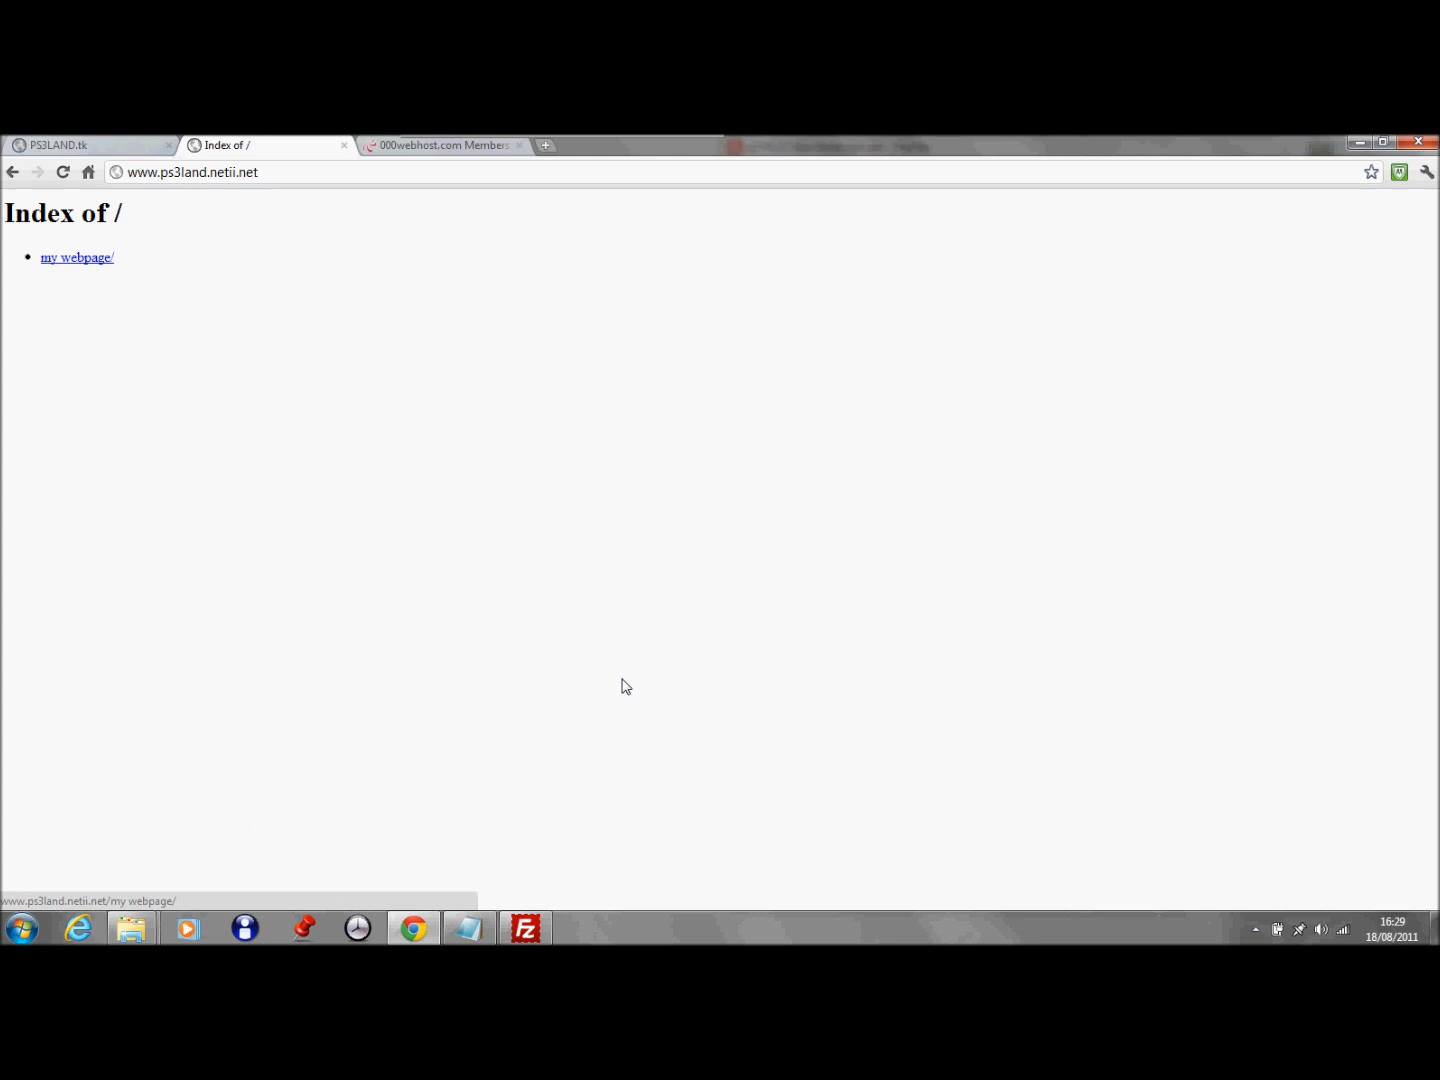 PS3LAND.tk
Index of /
000webhost.com Members
www.ps3land.netii.net
Index of /
my webpage/
www.ps3land.netii.net/my webpage/
Fz
16:29
18/08/2011